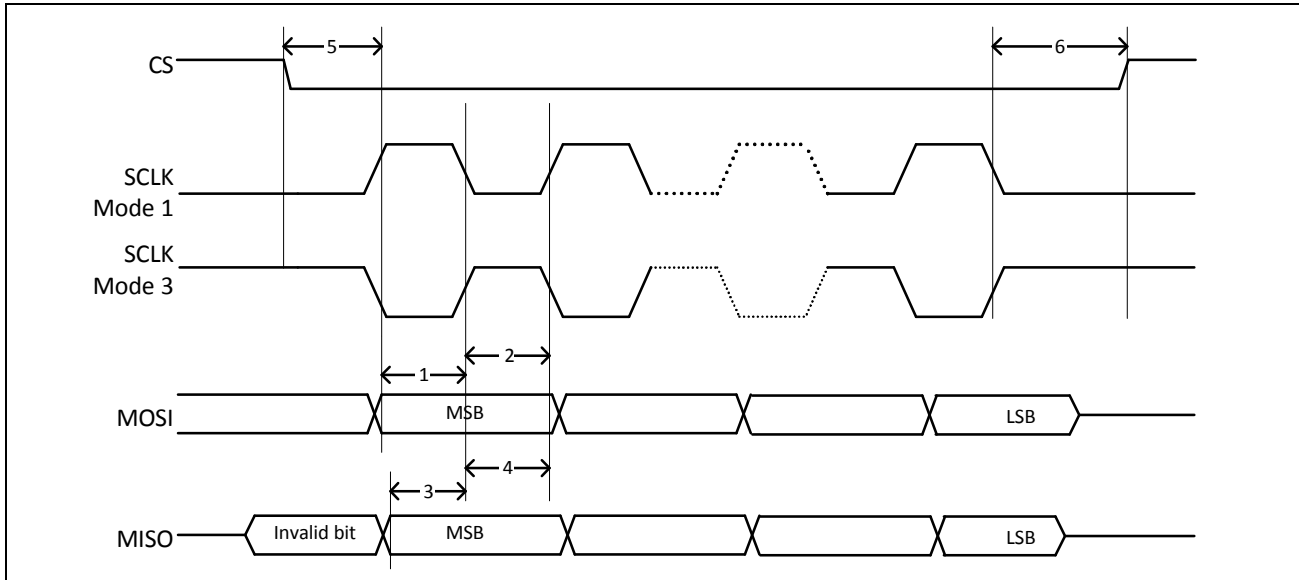 5
6
CS
SCLK
Mode 1
SCLK
Mode 3
2
1
MOSI
MSB
LSB
4
3
MISO
Invalid bit
MSB
LSB